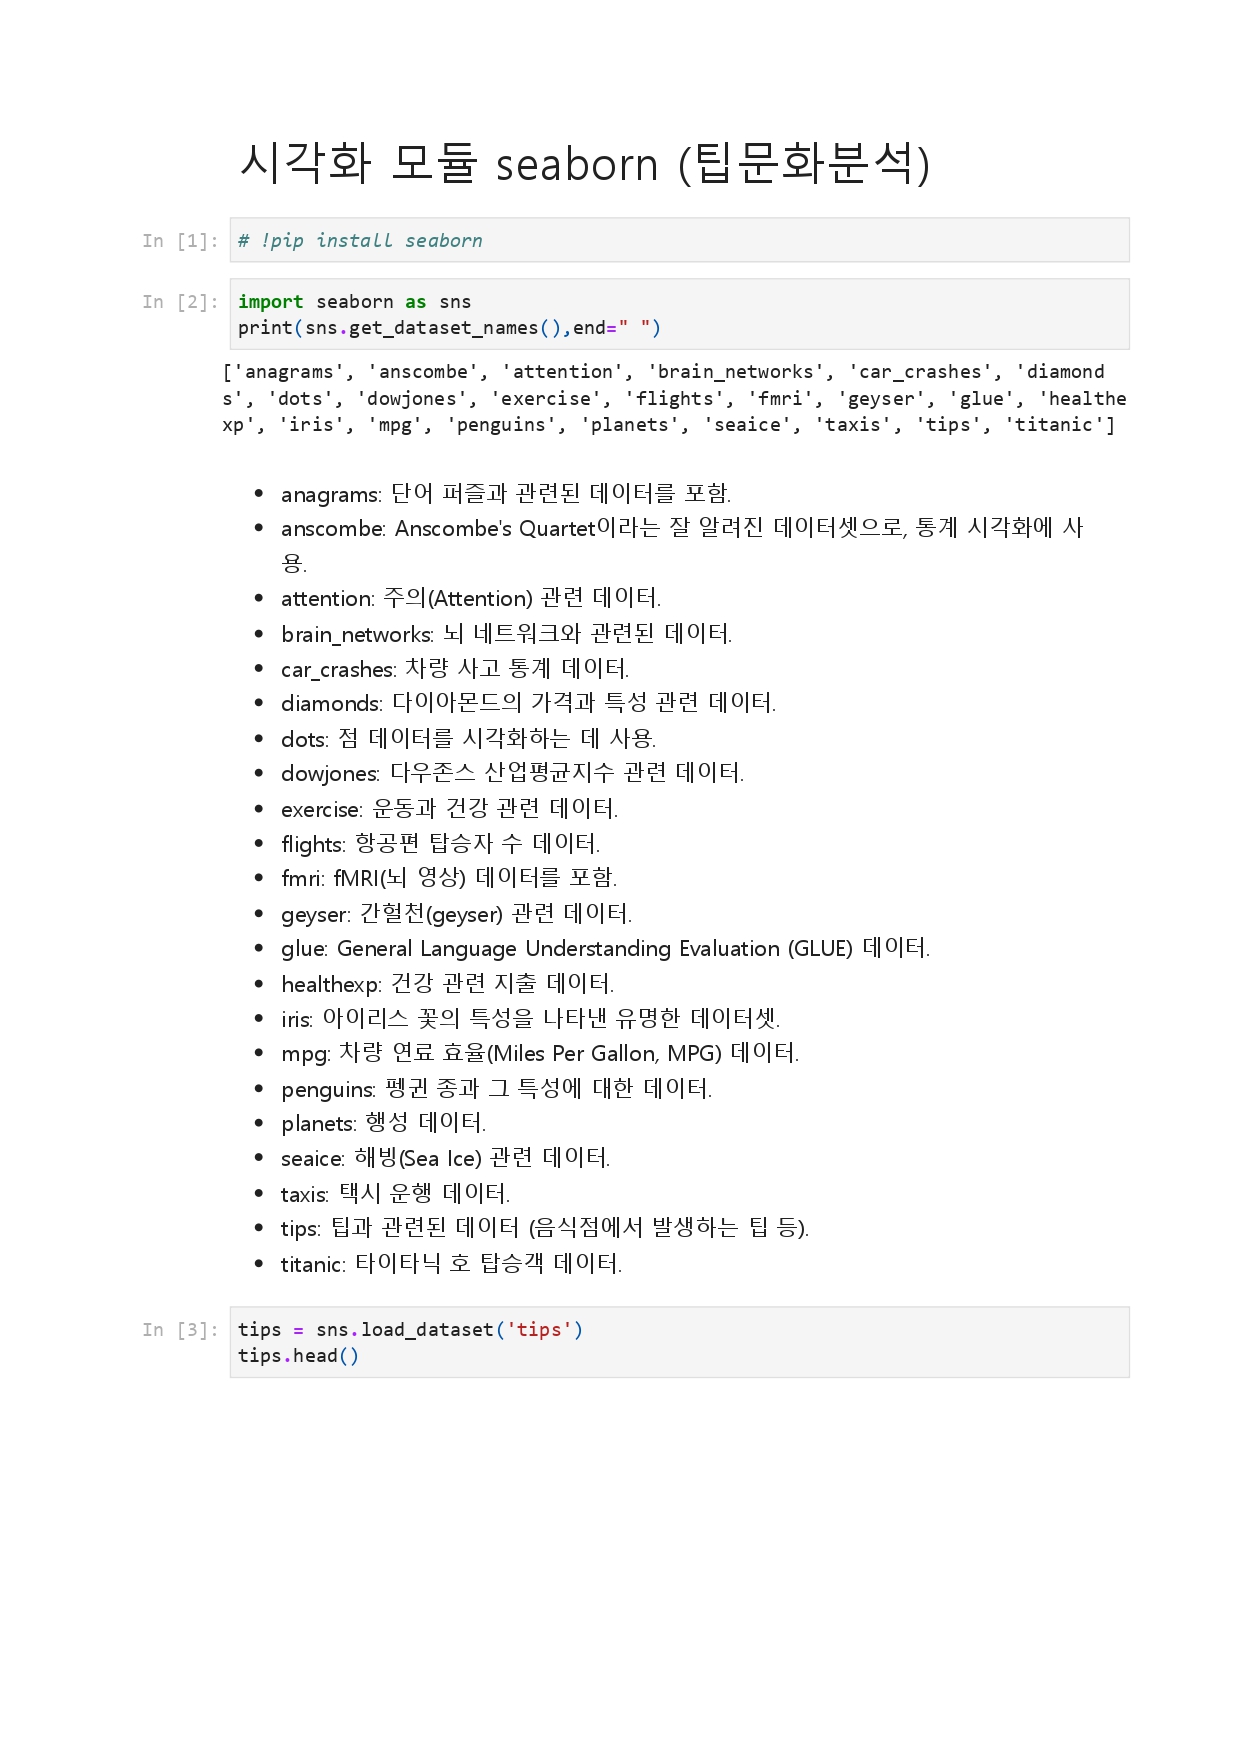 시각화 모듈 seaborn (팁문화분석)
In [1]: # !pip install seaborn
In [2]: import seaborn as sns
print(sns.get_dataset_names(),end=" ")
['anagrams', 'anscombe', 'attention', 'brain_networks', 'car_crashes', 'diamond
s', 'dots', 'dowjones', 'exercise', 'flights', 'fmri', 'geyser', 'glue', 'healthe
xp', 'iris', 'mpg', 'penguins', 'planets', 'seaice', 'taxis', 'tips', 'titanic']
• anagrams: 단어 퍼즐과 관련된 데이터를 포함.
• anscombe: Anscombe's Quartet이라는 잘 알려진 데이터셋으로, 통계 시각화에 사
용.
• attention: 주의(Attention) 관련 데이터.
• brain_networks: 뇌 네트워크와 관련된 데이터.
• car_crashes: 차량 사고 통계 데이터.
• diamonds: 다이아몬드의 가격과 특성 관련 데이터.
• dots: 점 데이터를 시각화하는 데 사용.
• dowjones: 다우존스 산업평균지수 관련 데이터.
• exercise: 운동과 건강 관련 데이터.
• flights: 항공편 탑승자 수 데이터.
• fmri: fMRI(뇌 영상) 데이터를 포함.
• geyser: 간헐천(geyser) 관련 데이터.
• glue: General Language Understanding Evaluation (GLUE) 데이터.
• healthexp: 건강 관련 지출 데이터.
• iris: 아이리스 꽃의 특성을 나타낸 유명한 데이터셋.
• mpg: 차량 연료 효율(Miles Per Gallon, MPG) 데이터.
• penguins: 펭귄 종과 그 특성에 대한 데이터.
• planets: 행성 데이터.
• seaice: 해빙(Sea Ice) 관련 데이터.
• taxis: 택시 운행 데이터.
• tips: 팁과 관련된 데이터 (음식점에서 발생하는 팁 등).
• titanic: 타이타닉 호 탑승객 데이터.
In [3]: tips = sns.load_dataset('tips')
tips.head()